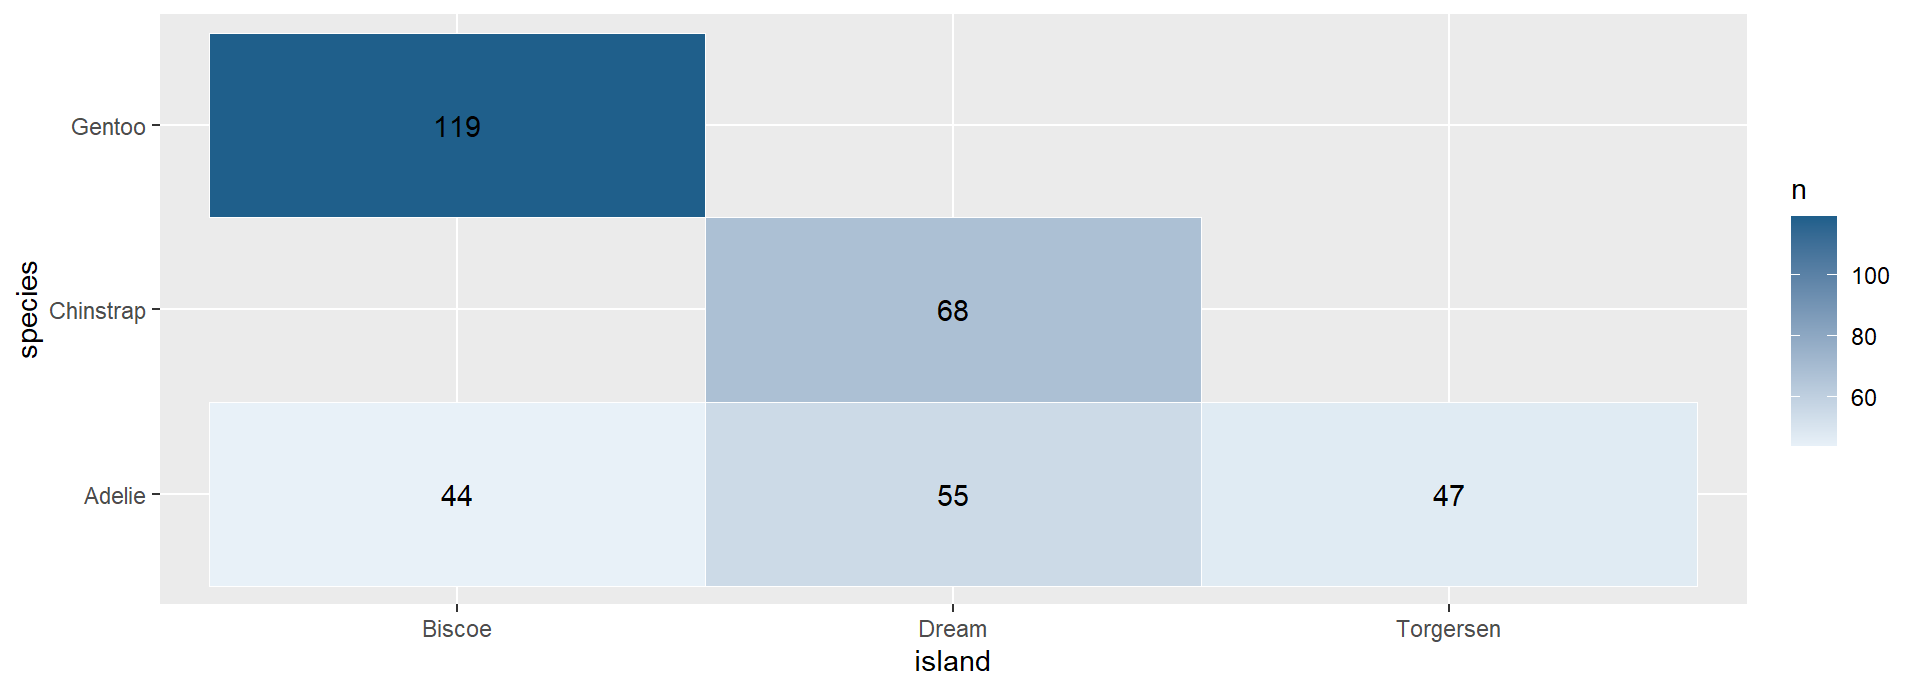 119
Gentoo
68
Chinstrap
44
55
47
Adelie
Biscoe
Dream
Torgersen
island
species
n
100
80
60